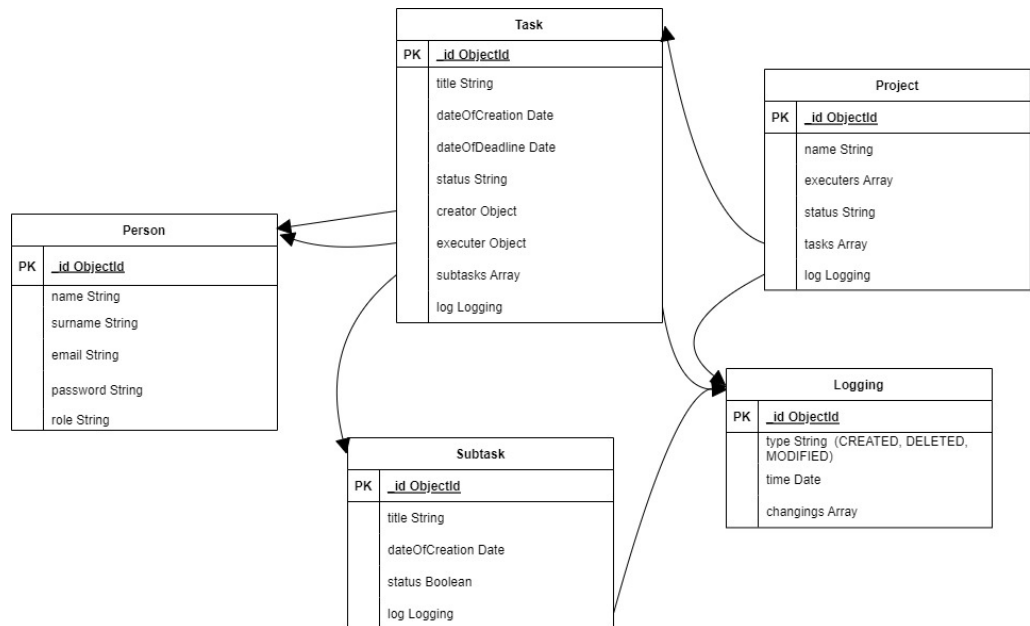 Task
PK _id ObjectId
title String
dateOfCreation Date
dateOfDeadline Date
status String
creator Object
executer Object
subtasks Array
log Logging
Project
PK _id ObjectId
name String
executers Array
status String
tasks Array
log Logging
Person
PK _id ObjectId
name String
surname String
email String
password String
role String
Logging
PK _id ObjectId
type String (CREATED, DELETED,
MODIFIED)
time Date
changings Array
Subtask
PK _id ObjectId
title String
dateOfCreation Date
status Boolean
log Logging